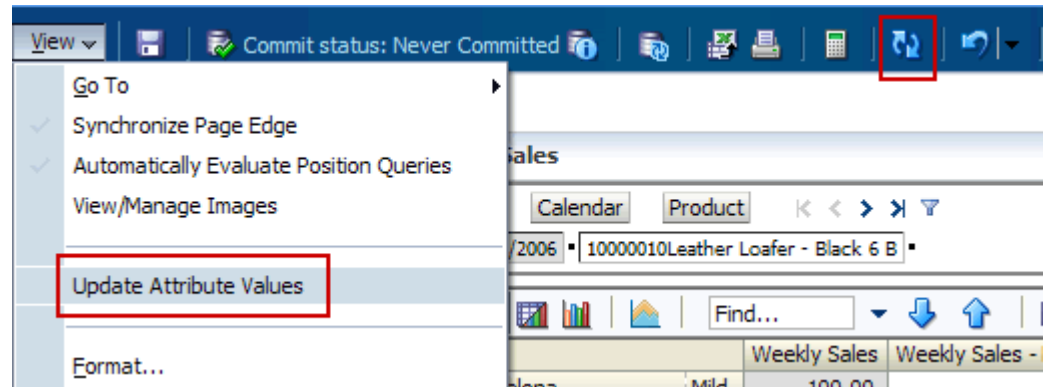 View
Commit status: Never Committed
Go To
Synchronize Page Edge
Automatically Evaluate Position Queries
View/Manage Images
Update Attribute Values
Format...
Sales
Calendar Product
/2006 10000010Leather Loafer - Black 6 B
Find...
Weekly Sales Weekly Sales -
Mild 100.00